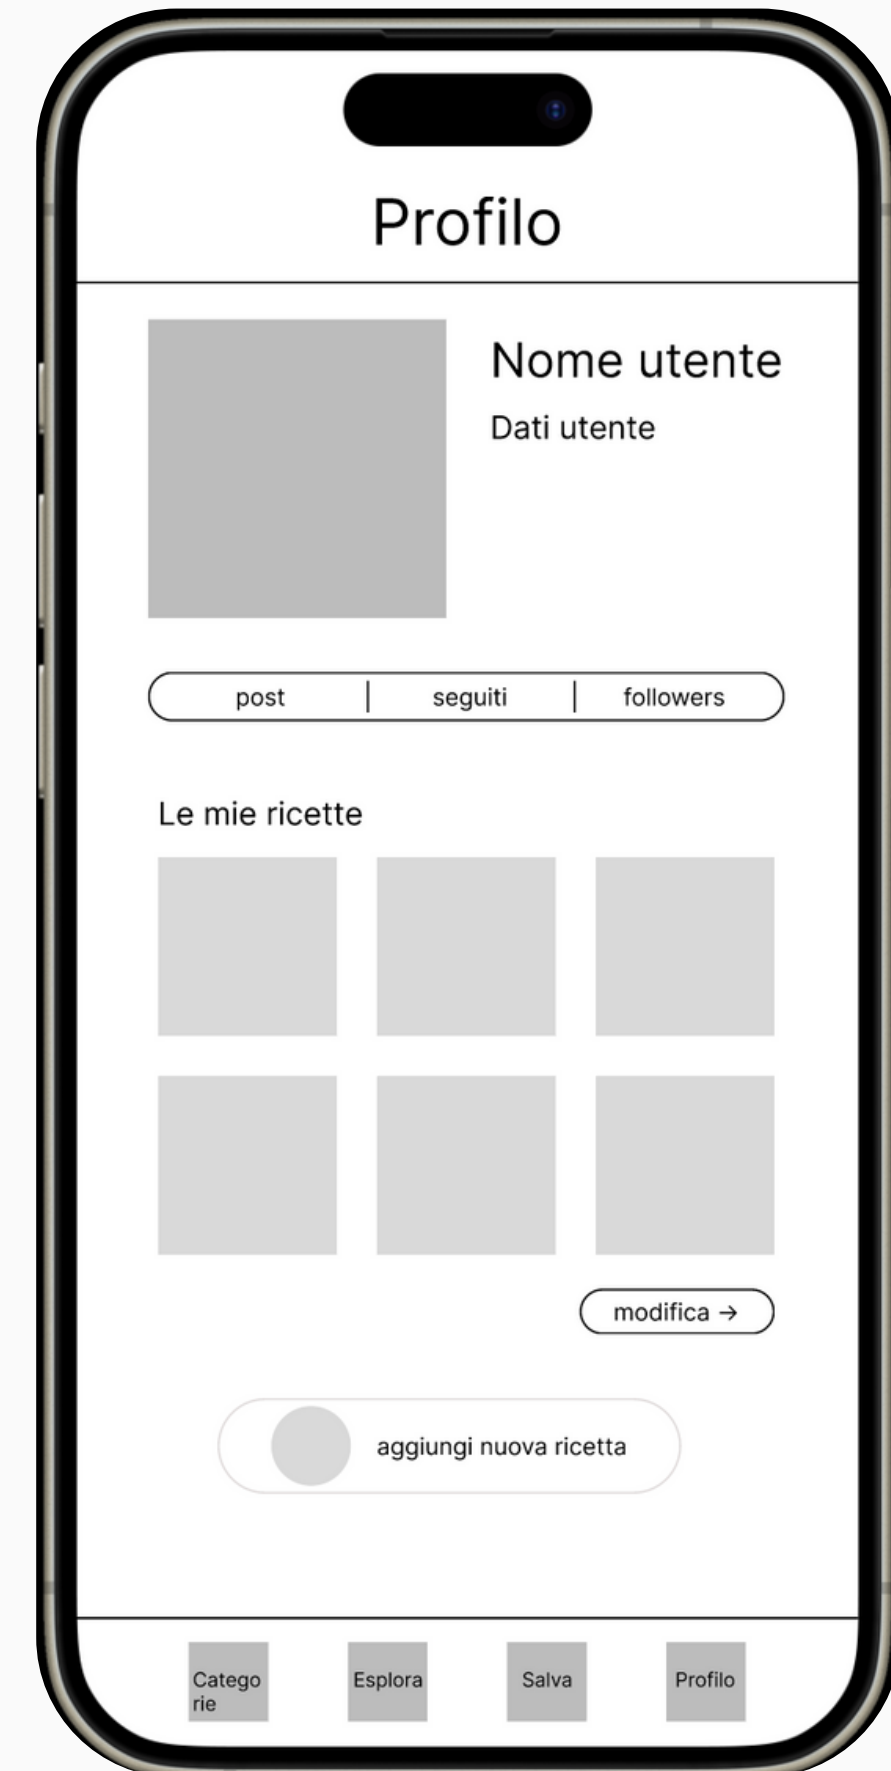 Profilo
Nome utente
Dati utente
post | seguiti | followers
Le mie ricette
modifica →
aggiungi nuova ricetta
Catego
rie
Esplora
Salva
Profilo